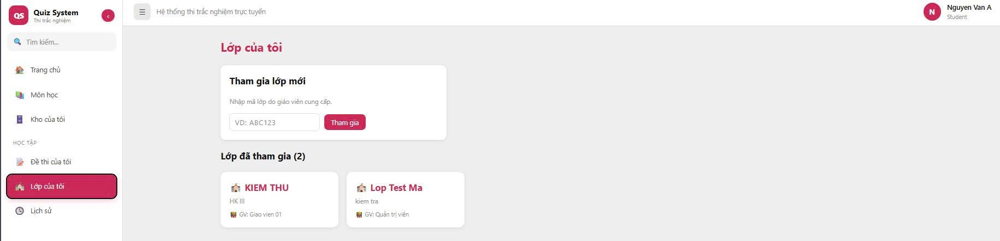 QS
Quiz System
Thi trắc nghiệm
‹
Tìm kiếm...
Trang chủ
Môn học
Kho của tôi
HỌC TẬP
Đề thi của tôi
Lớp của tôi
Lịch sử
☰
Hệ thống thi trắc nghiệm trực tuyến
N
Nguyen Van A
Student
Lớp của tôi
Tham gia lớp mới
Nhập mã lớp do giáo viên cung cấp.
VD: ABC123
Tham gia
Lớp đã tham gia (2)
KIEM THU
HK III
GV: Giao vien 01
Lop Test Ma
kiem tra
GV: Quản trị viên